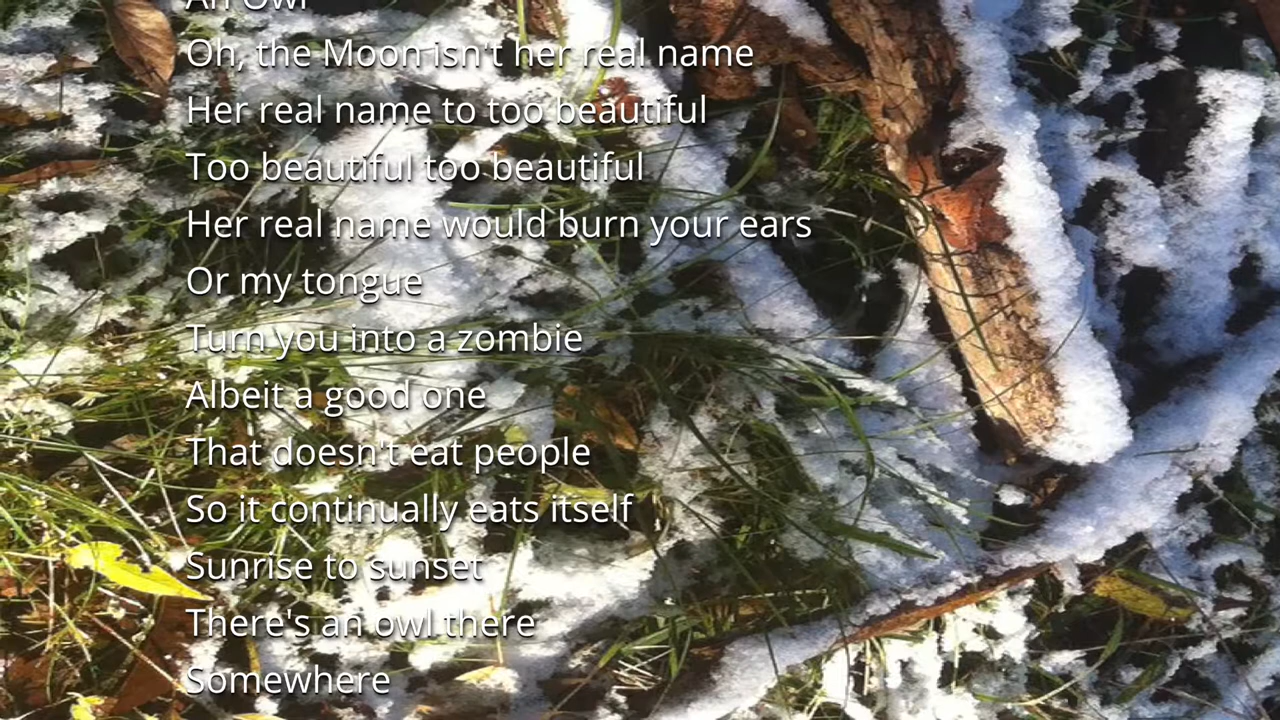 An Owl
Oh, the Moon isn't her real name
Her real name to too beautiful
Too beautiful too beautiful
Her real name would burn your ears
Or my tongue
Turn you into a zombie
Albeit a good one
That doesn't eat people
So it continually eats itself
Sunrise to sunset
There's an owl there
Somewhere